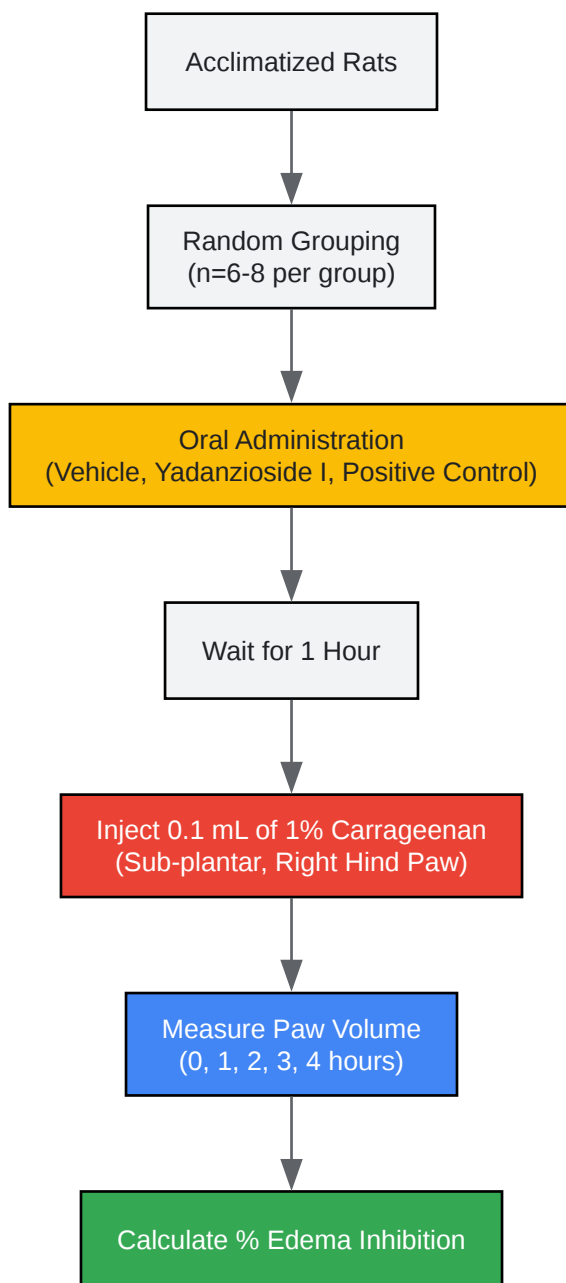 Acclimatized Rats
Random Grouping
(n=6-8 per group)
Oral Administration
(Vehicle, Yadanzioside I, Positive Control)
Wait for 1 Hour
Inject 0.1 mL of 1% Carrageenan
(Sub-plantar, Right Hind Paw)
Measure Paw Volume
(0, 1, 2, 3, 4 hours)
Calculate % Edema Inhibition